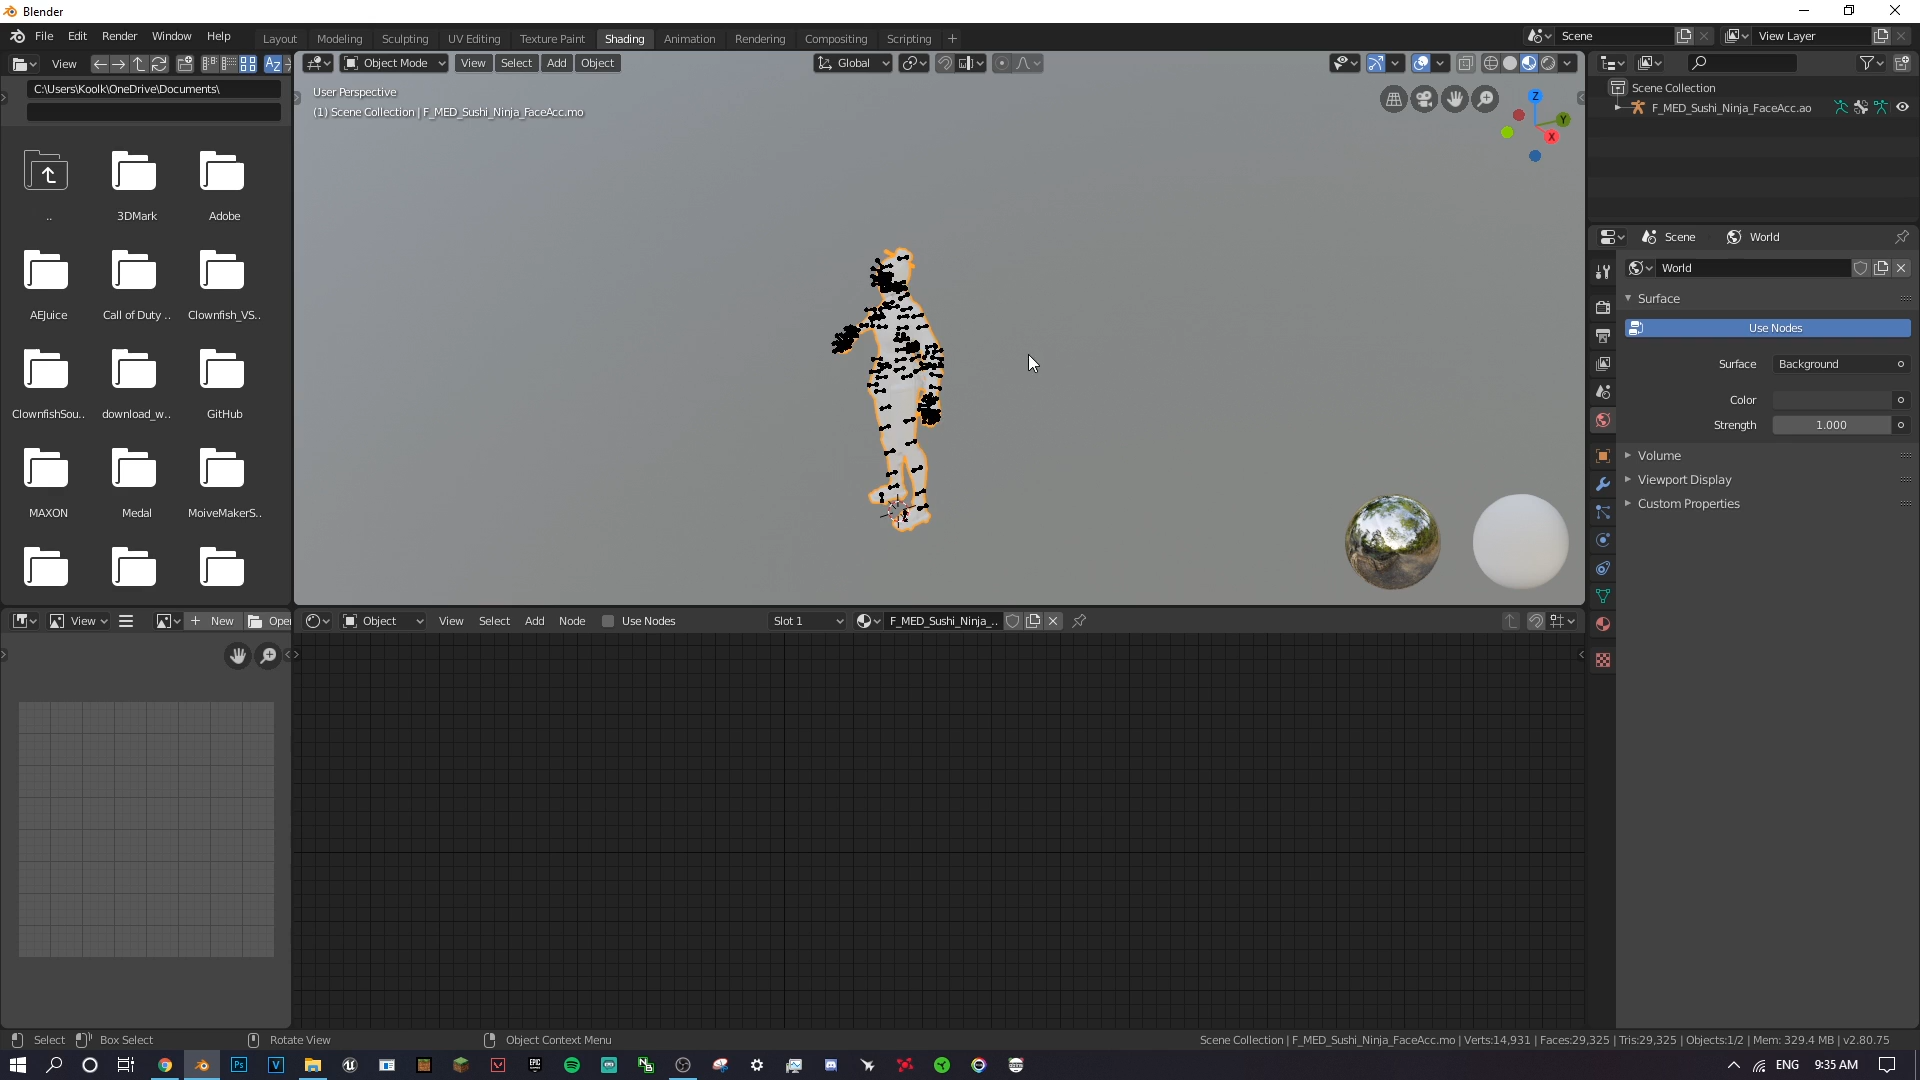 Blender
File Edit Render Window Help
Layout Modeling Sculpting UV Editing Texture Paint Shading Animation Rendering Compositing Scripting +
Scene
View Layer
View
C:\Users\Koolk\OneDrive\Documents\
..
3DMark
Adobe
AEJuice
Call of Duty ..
Clownfish_VS..
ClownfishSou..
download_w..
GitHub
MAXON
Medal
MoiveMakerS..
Object Mode View Select Add Object
Global
User Perspective
(1) Scene Collection | F_MED_Sushi_Ninja_FaceAcc.mo
Z
Y
X
Scene Collection
F_MED_Sushi_Ninja_FaceAcc.ao
Scene World
World
Surface
Use Nodes
Surface Background
Color
Strength 1.000
Volume
Viewport Display
Custom Properties
View + New Open
Object View Select Add Node Use Nodes Slot 1 F_MED_Sushi_Ninja_..
Select Box Select Rotate View Object Context Menu
Scene Collection | F_MED_Sushi_Ninja_FaceAcc.mo | Verts:14,931 | Faces:29,325 | Tris:29,325 | Objects:1/2 | Mem: 329.4 MB | v2.80.75
ENG 9:35 AM